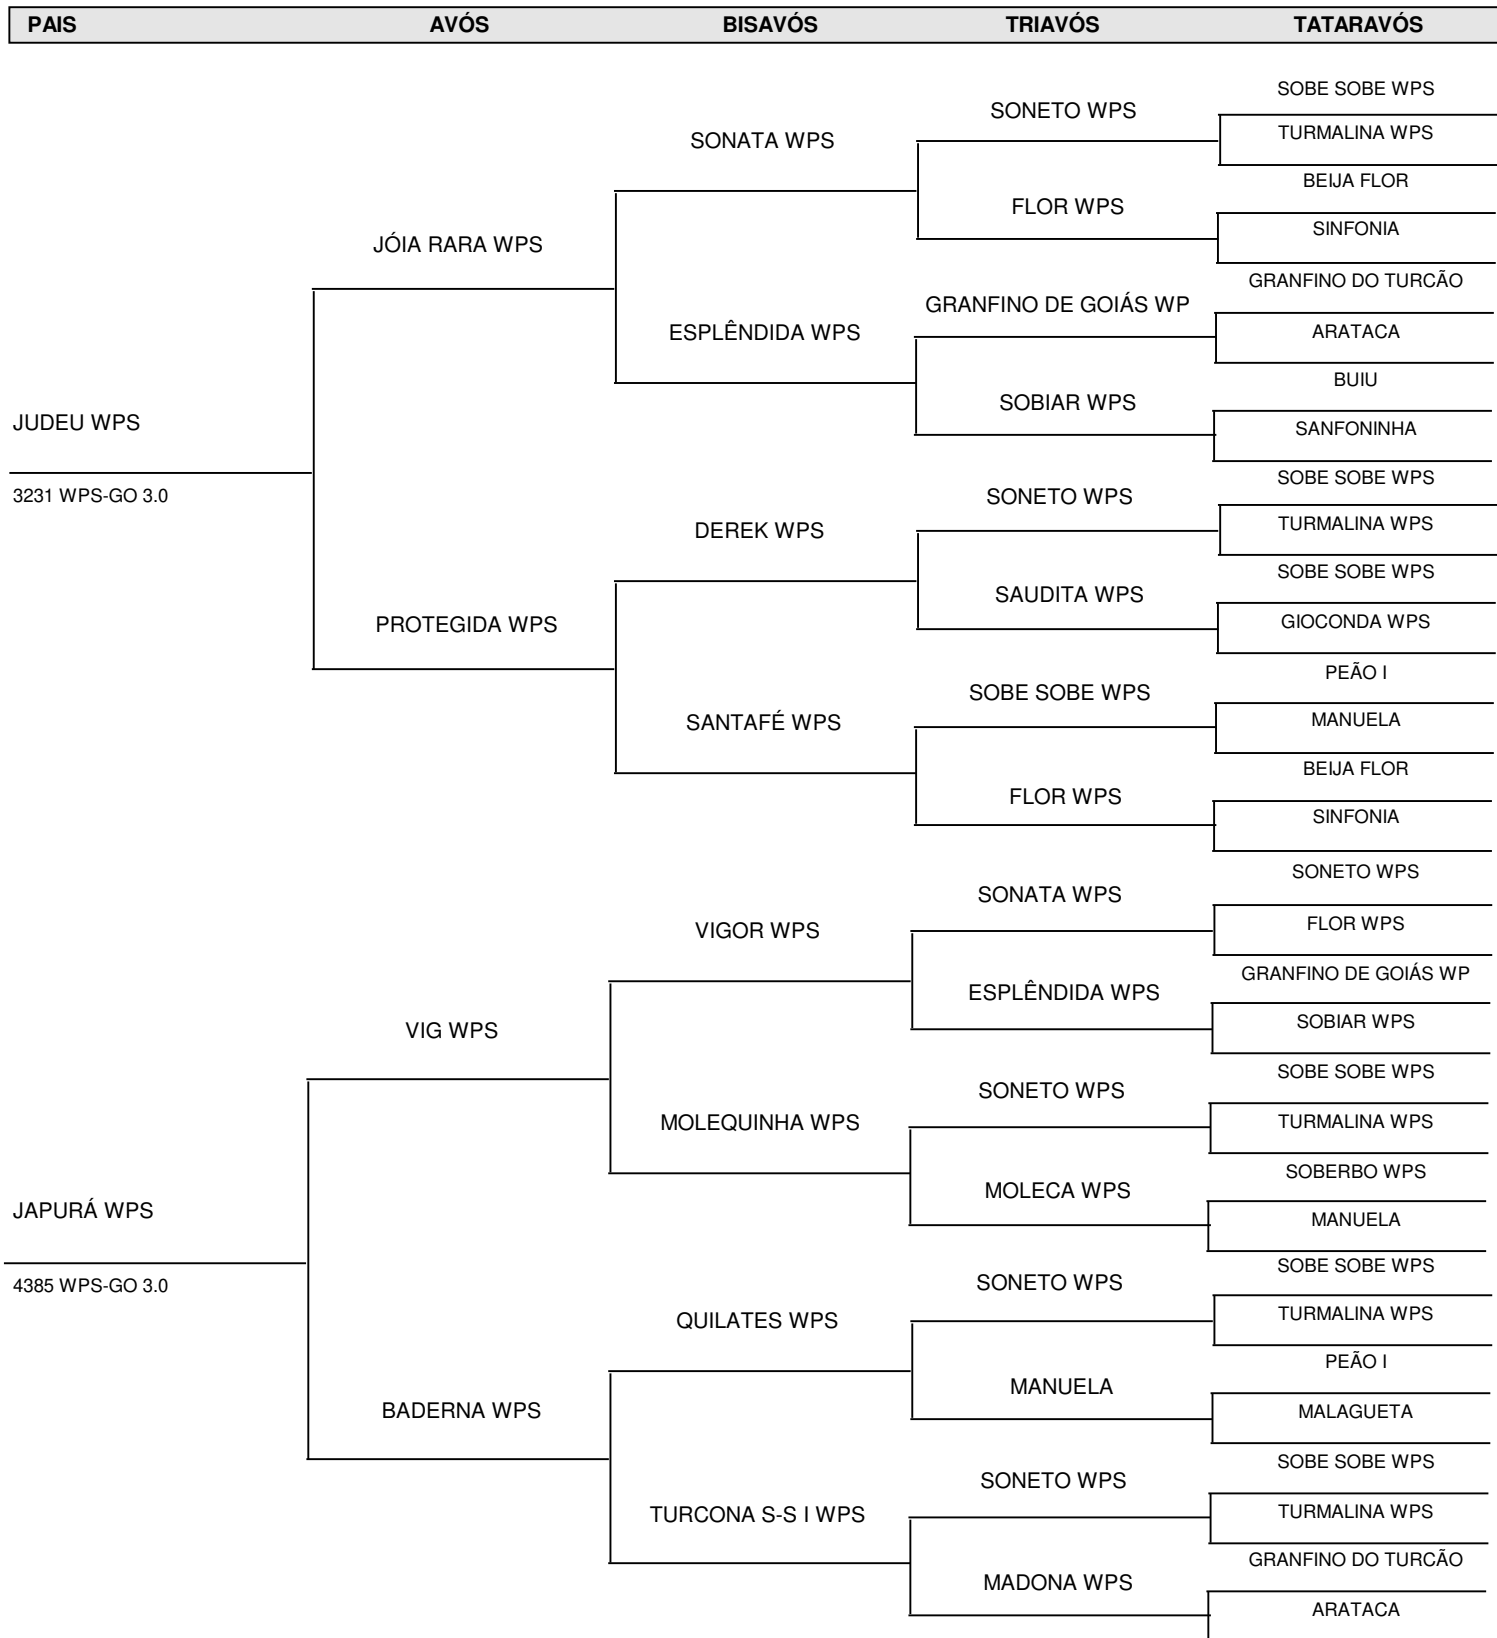 PAIS AVÓS BISAVÓS TRIAVÓS TATARAVÓS
SOBE SOBE WPS
SONETO WPS
TURMALINA WPS
SONATA WPS
BEIJA FLOR
FLOR WPS
SINFONIA
JÓIA RARA WPS
GRANFINO DO TURCÃO
GRANFINO DE GOIÁS WP
ARATACA
ESPLÊNDIDA WPS
BUIU
SOBIAR WPS
SANFONINHA
JUDEU WPS
SOBE SOBE WPS
3231 WPS-GO 3.0
SONETO WPS
TURMALINA WPS
DEREK WPS
SOBE SOBE WPS
SAUDITA WPS
GIOCONDA WPS
PROTEGIDA WPS
PEÃO I
SOBE SOBE WPS
MANUELA
SANTAFÉ WPS
BEIJA FLOR
FLOR WPS
SINFONIA
SONETO WPS
SONATA WPS
FLOR WPS
VIGOR WPS
GRANFINO DE GOIÁS WP
ESPLÊNDIDA WPS
SOBIAR WPS
VIG WPS
SOBE SOBE WPS
SONETO WPS
TURMALINA WPS
MOLEQUINHA WPS
SOBERBO WPS
MOLECA WPS
JAPURÁ WPS
MANUELA
SOBE SOBE WPS
4385 WPS-GO 3.0
SONETO WPS
TURMALINA WPS
QUILATES WPS
PEÃO I
MANUELA
MALAGUETA
BADERNA WPS
SOBE SOBE WPS
SONETO WPS
TURMALINA WPS
TURCONA S-S I WPS
GRANFINO DO TURCÃO
MADONA WPS
ARATACA